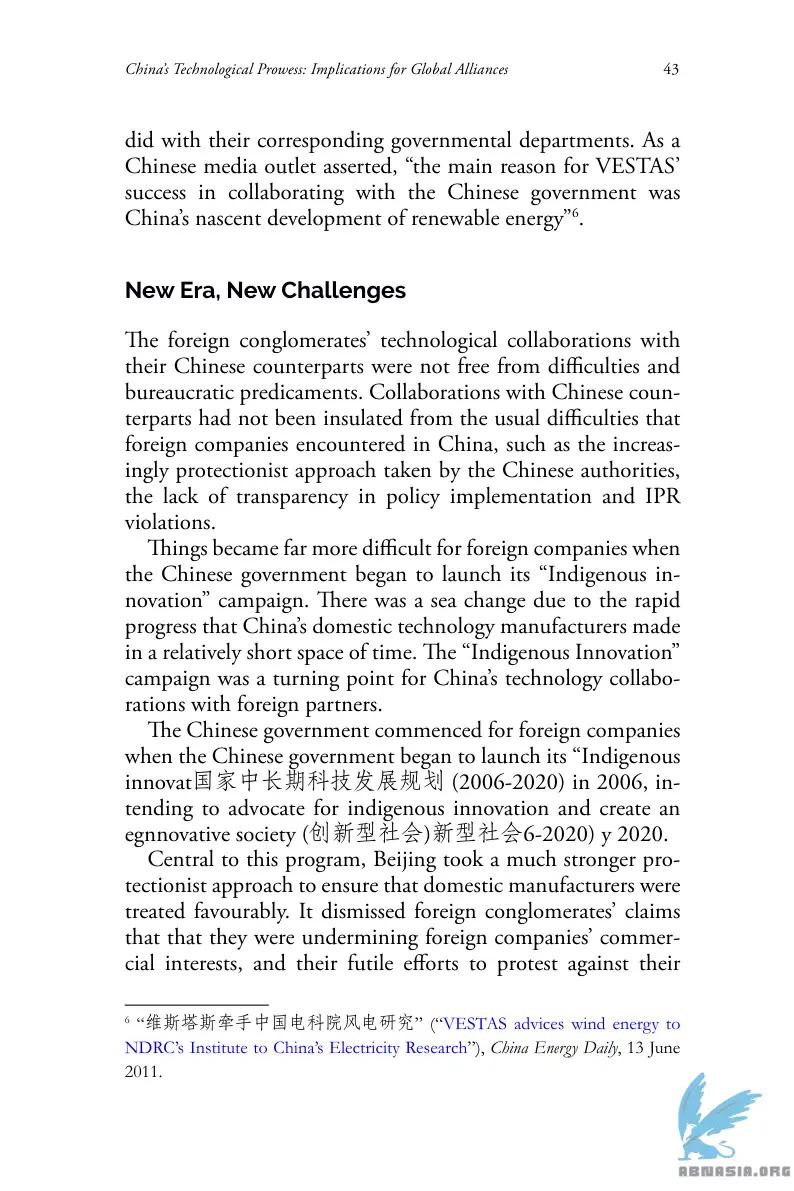 China's Technological Prowess: Implications for Global Alliances 43
did with their corresponding governmental departments. As a
Chinese media outlet asserted, “the main reason for VESTAS’
success in collaborating with the Chinese government was
China’s nascent development of renewable energy”6.
New Era, New Challenges
The foreign conglomerates’ technological collaborations with
their Chinese counterparts were not free from difficulties and
bureaucratic predicaments. Collaborations with Chinese coun-
terparts had not been insulated from the usual difficulties that
foreign companies encountered in China, such as the increas-
ingly protectionist approach taken by the Chinese authorities,
the lack of transparency in policy implementation and IPR
violations.
Things became far more difficult for foreign companies when
the Chinese government began to launch its “Indigenous in-
novation” campaign. There was a sea change due to the rapid
progress that China’s domestic technology manufacturers made
in a relatively short space of time. The “Indigenous Innovation”
campaign was a turning point for China’s technology collabo-
rations with foreign partners.
The Chinese government commenced for foreign companies
when the Chinese government began to launch its “Indigenous
innovat国家中长期科技发展规划 (2006-2020) in 2006, in-
tending to advocate for indigenous innovation and create an
egnnovative society (创新型社会)新型社会6-2020) y 2020.
Central to this program, Beijing took a much stronger pro-
tectionist approach to ensure that domestic manufacturers were
treated favourably. It dismissed foreign conglomerates’ claims
that that they were undermining foreign companies’ commer-
cial interests, and their futile efforts to protest against their
6 “维斯塔斯牵手中国电科院风电研究” (“VESTAS advices wind energy to
NDRC’s Institute to China’s Electricity Research”), China Energy Daily, 13 June
2011.
ABNASIA.ORG